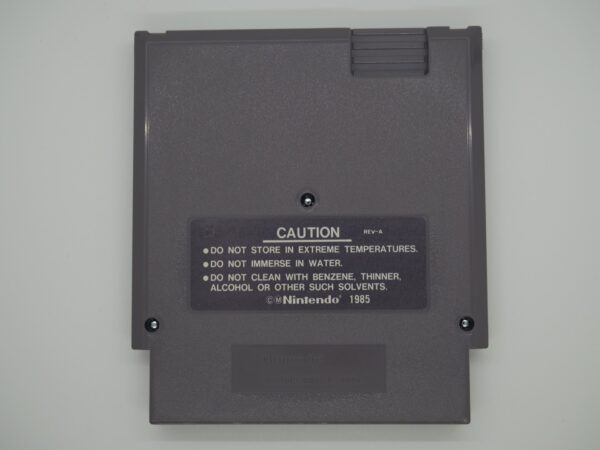 CAUTION REV-A
●DO NOT STORE IN EXTREME TEMPERATURES.
●DO NOT IMMERSE IN WATER.
●DO NOT CLEAN WITH BENZENE, THINNER,
ALCOHOL OR OTHER SUCH SOLVENTS.
©ⓂNintendo® 1985